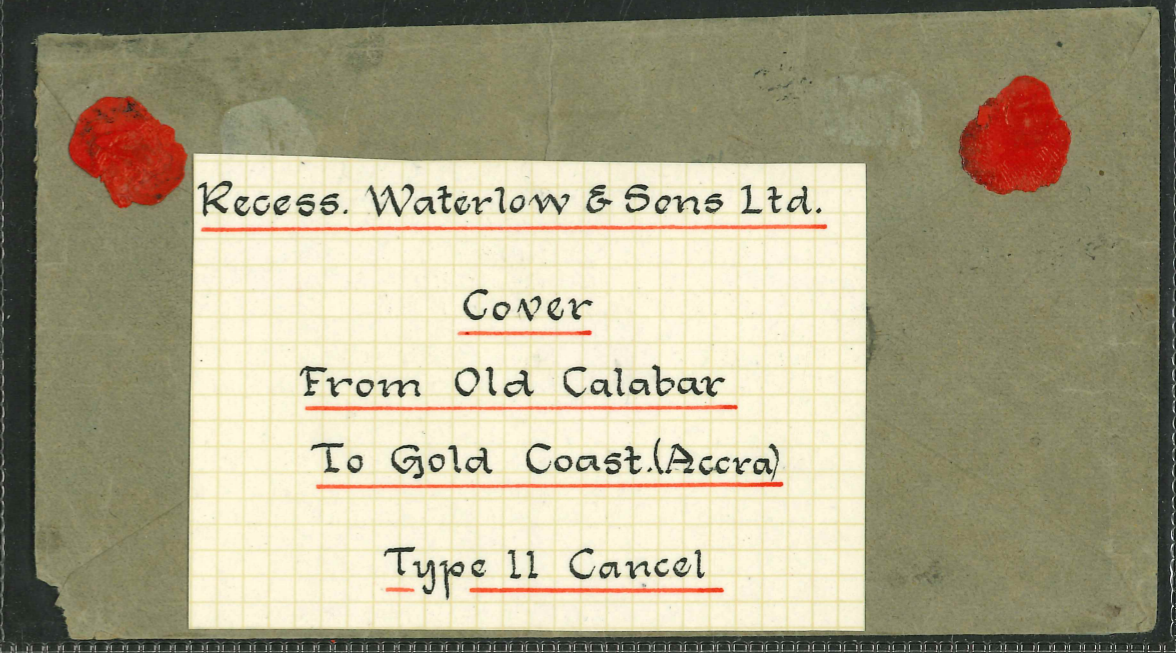 Recess. Waterlow & Sons Ltd.
Cover
From Old Calabar
To Gold Coast.(Accra)
Type 11 Cancel